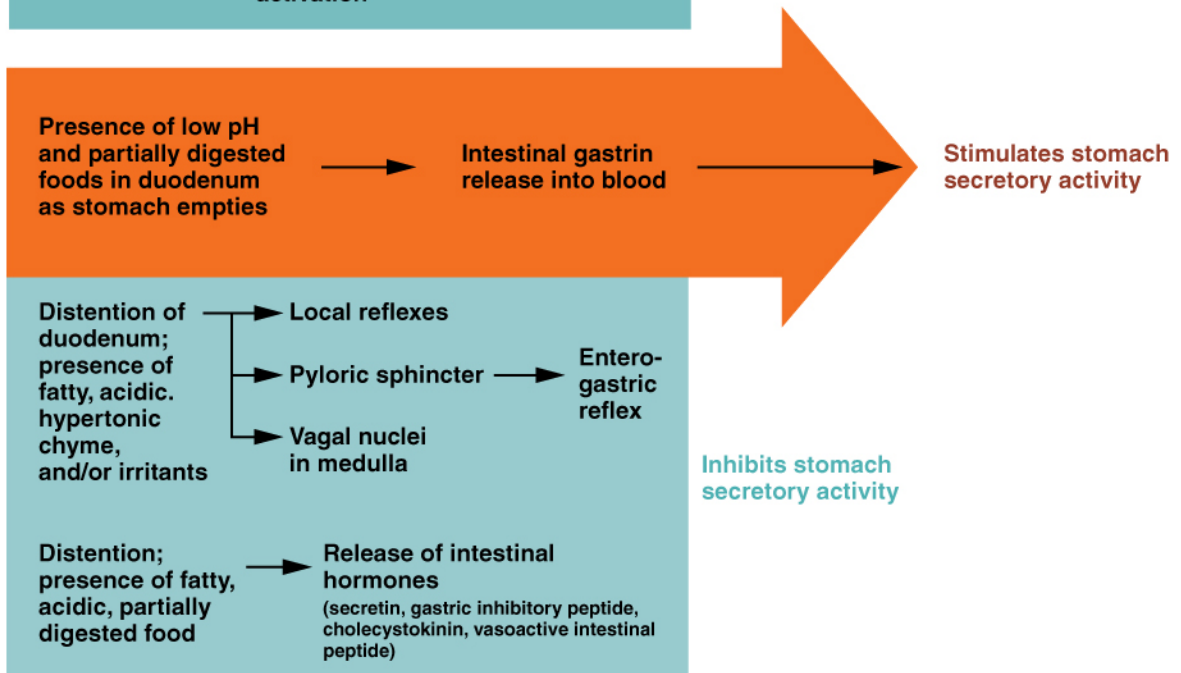 activation
Presence of low pH
and partially digested
foods in duodenum
as stomach empties
Intestinal gastrin
release into blood
Stimulates stomach
secretory activity
Distention of
duodenum;
presence of
fatty, acidic.
hypertonic
chyme,
and/or irritants
Local reflexes
Pyloric sphincter
Vagal nuclei
in medulla
Entero-
gastric
reflex
Inhibits stomach
secretory activity
Distention;
presence of fatty,
acidic, partially
digested food
Release of intestinal
hormones
(secretin, gastric inhibitory peptide,
cholecystokinin, vasoactive intestinal
peptide)